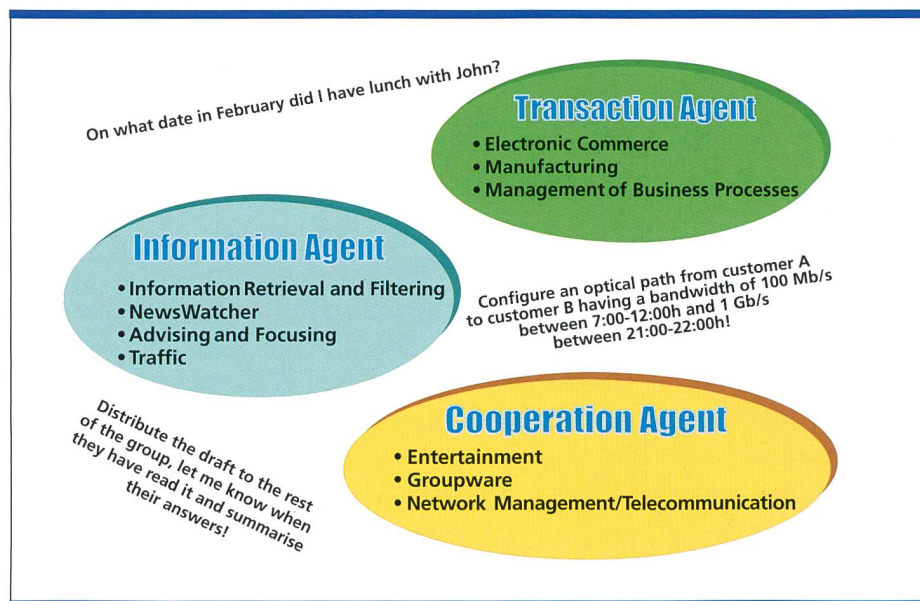 On what date in February did I have lunch with John?
Transaction Agent
• Electronic Commerce
• Manufacturing
• Management of Business Processes
Information Agent
• Information Retrieval and Filtering
• NewsWatcher
• Advising and Focusing
• Traffic
Configure an optical path from customer A
to customer B having a bandwidth of 100 Mb/s
between 7:00-12:00h and 1 Gb/s
between 21:00-22:00h!
Cooperation Agent
• Entertainment
• Groupware
• Network Management/Telecommunication
Distribute the draft to the rest
of the group, let me know when
they have read it and summarise
their answers!